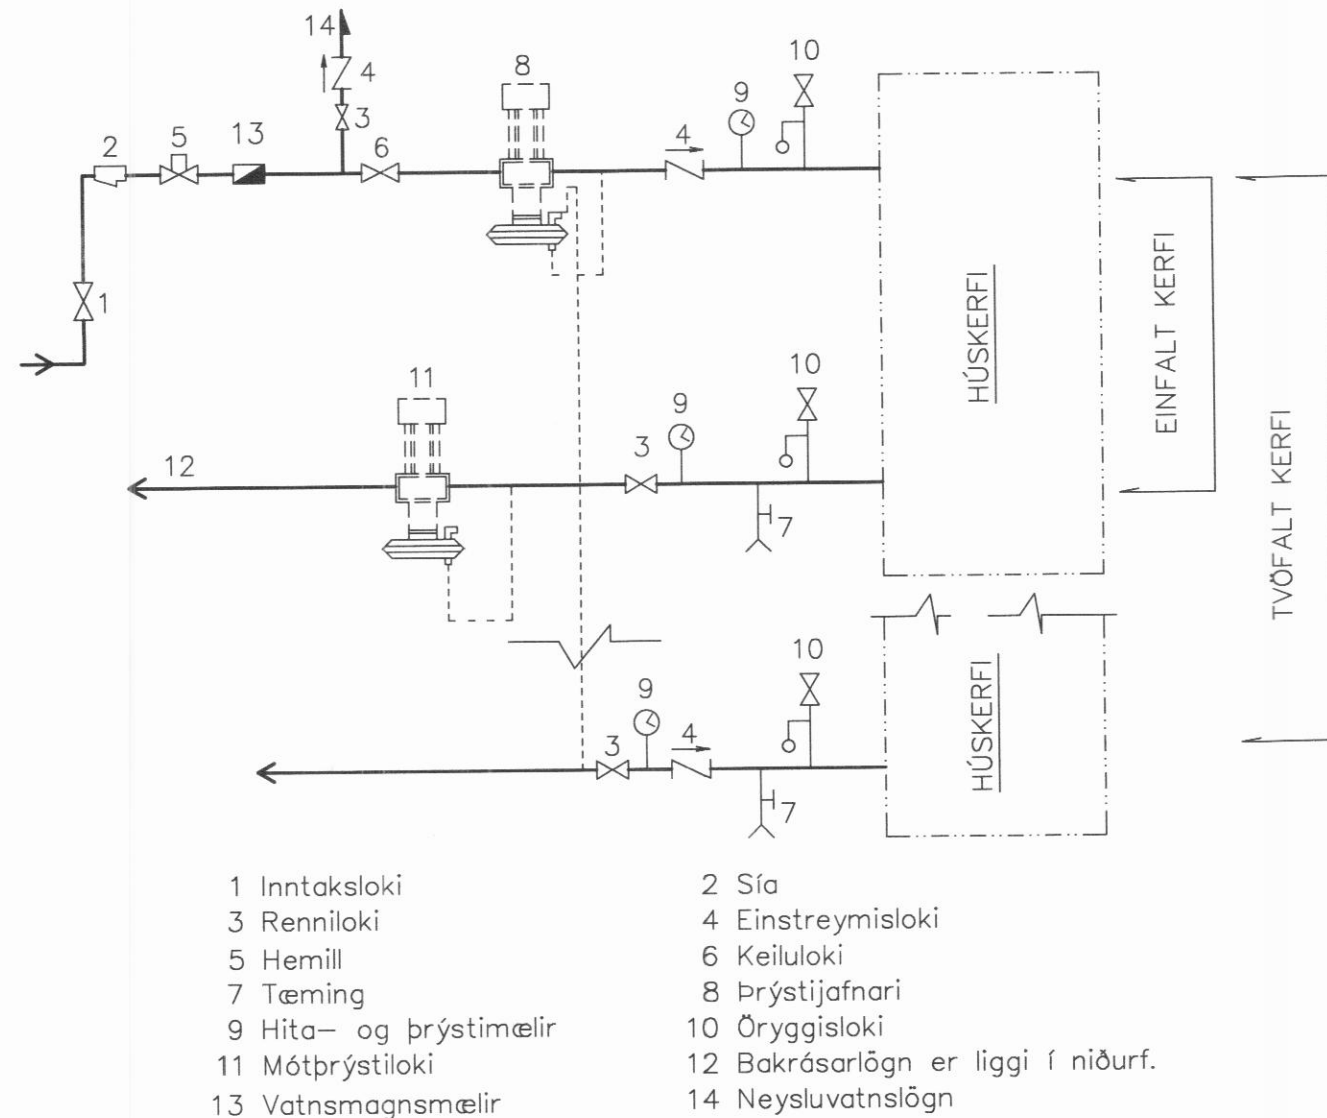 14
4
3
8
10
9
4
2
5
13
6
1
HÚSKERFI
EINFALT KERFI
TVÖFALT KERFI
11
12
3
9
10
7
HÚSKERFI
3
9
4
10
7
1 Inntaksloki
2 Sía
3 Renniloki
4 Einstreymisloki
5 Hemill
6 Keiluloki
7 Tæming
8 Þrýstijafnari
9 Hita- og þrýstimælir
10 Öryggisloki
11 Mótþrýstiloki
12 Bakrásarlögn er liggi í niðurf.
13 Vatnsmagnsmælir
14 Neysluvatnslögn